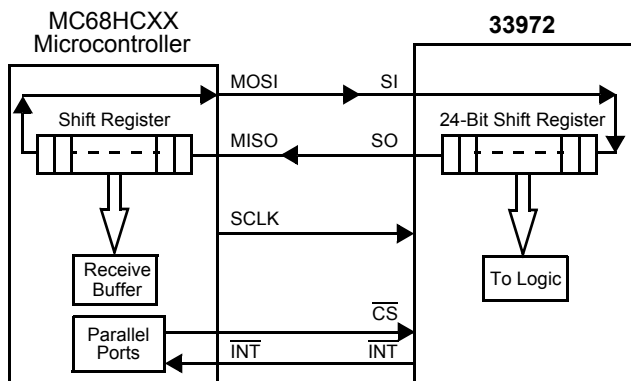 MC68HCXX
Microcontroller
33972
MOSI SI
Shift Register
24-Bit Shift Register
MISO SO
SCLK
Receive
Buffer
To Logic
CS
Parallel
Ports
INT INT